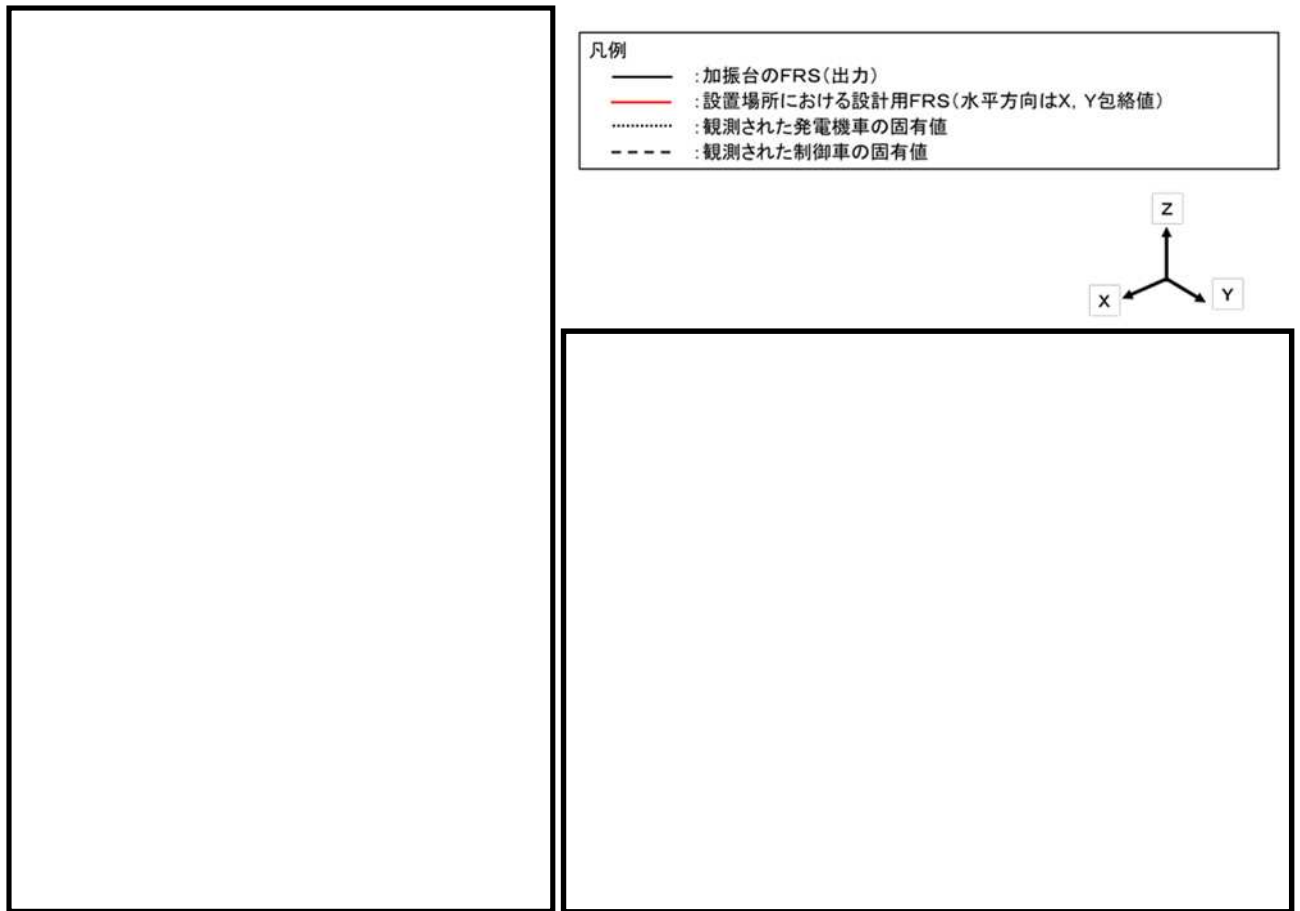 凡例
:加振台のFRS(出力)
:設置場所における設計用FRS(水平方向はX, Y包絡値)
:観測された発電機車の固有値
:観測された制御車の固有値
Z
X
Y